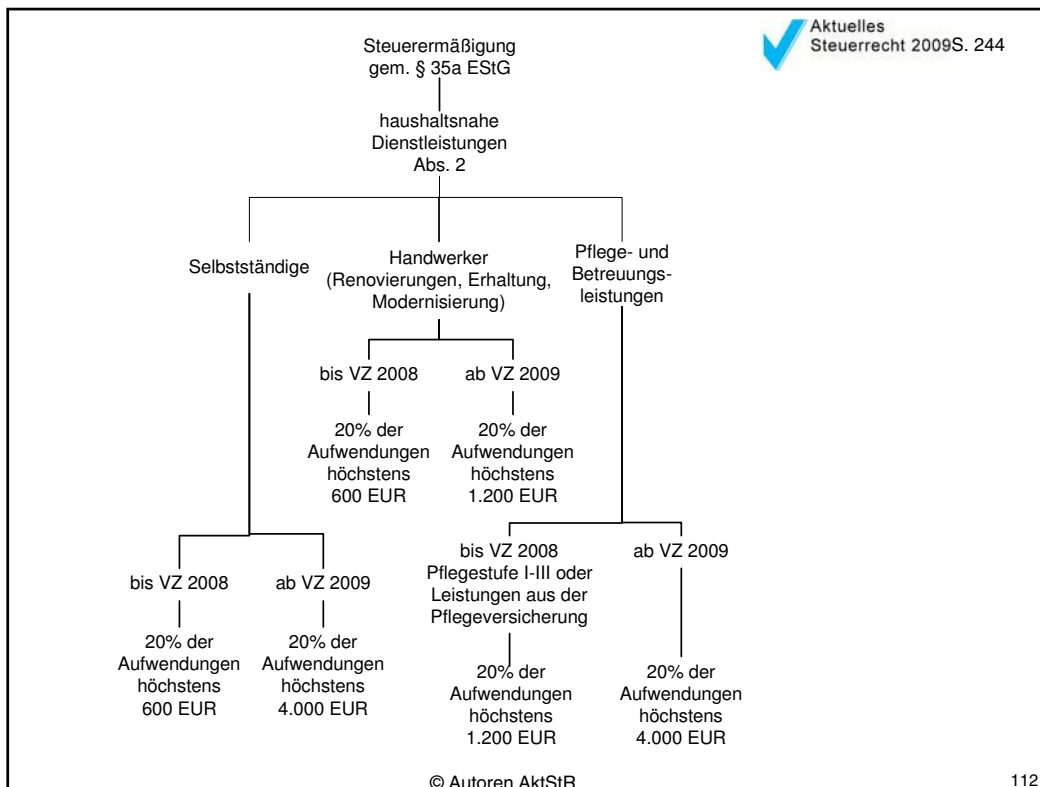 Aktuelles
Steuerrecht 2009S. 244
Steuerermäßigung
gem. § 35a EStG
haushaltsnahe
Dienstleistungen
Abs. 2
Selbstständige
Handwerker
(Renovierungen, Erhaltung,
Modernisierung)
Pflege- und
Betreuungs-
leistungen
bis VZ 2008
ab VZ 2009
20% der
Aufwendungen
höchstens
600 EUR
20% der
Aufwendungen
höchstens
1.200 EUR
bis VZ 2008
ab VZ 2009
20% der
Aufwendungen
höchstens
600 EUR
20% der
Aufwendungen
höchstens
4.000 EUR
bis VZ 2008
Pflegestufe I-III oder
Leistungen aus der
Pflegeversicherung
ab VZ 2009
20% der
Aufwendungen
höchstens
1.200 EUR
20% der
Aufwendungen
höchstens
4.000 EUR
© Autoren AktStR
112